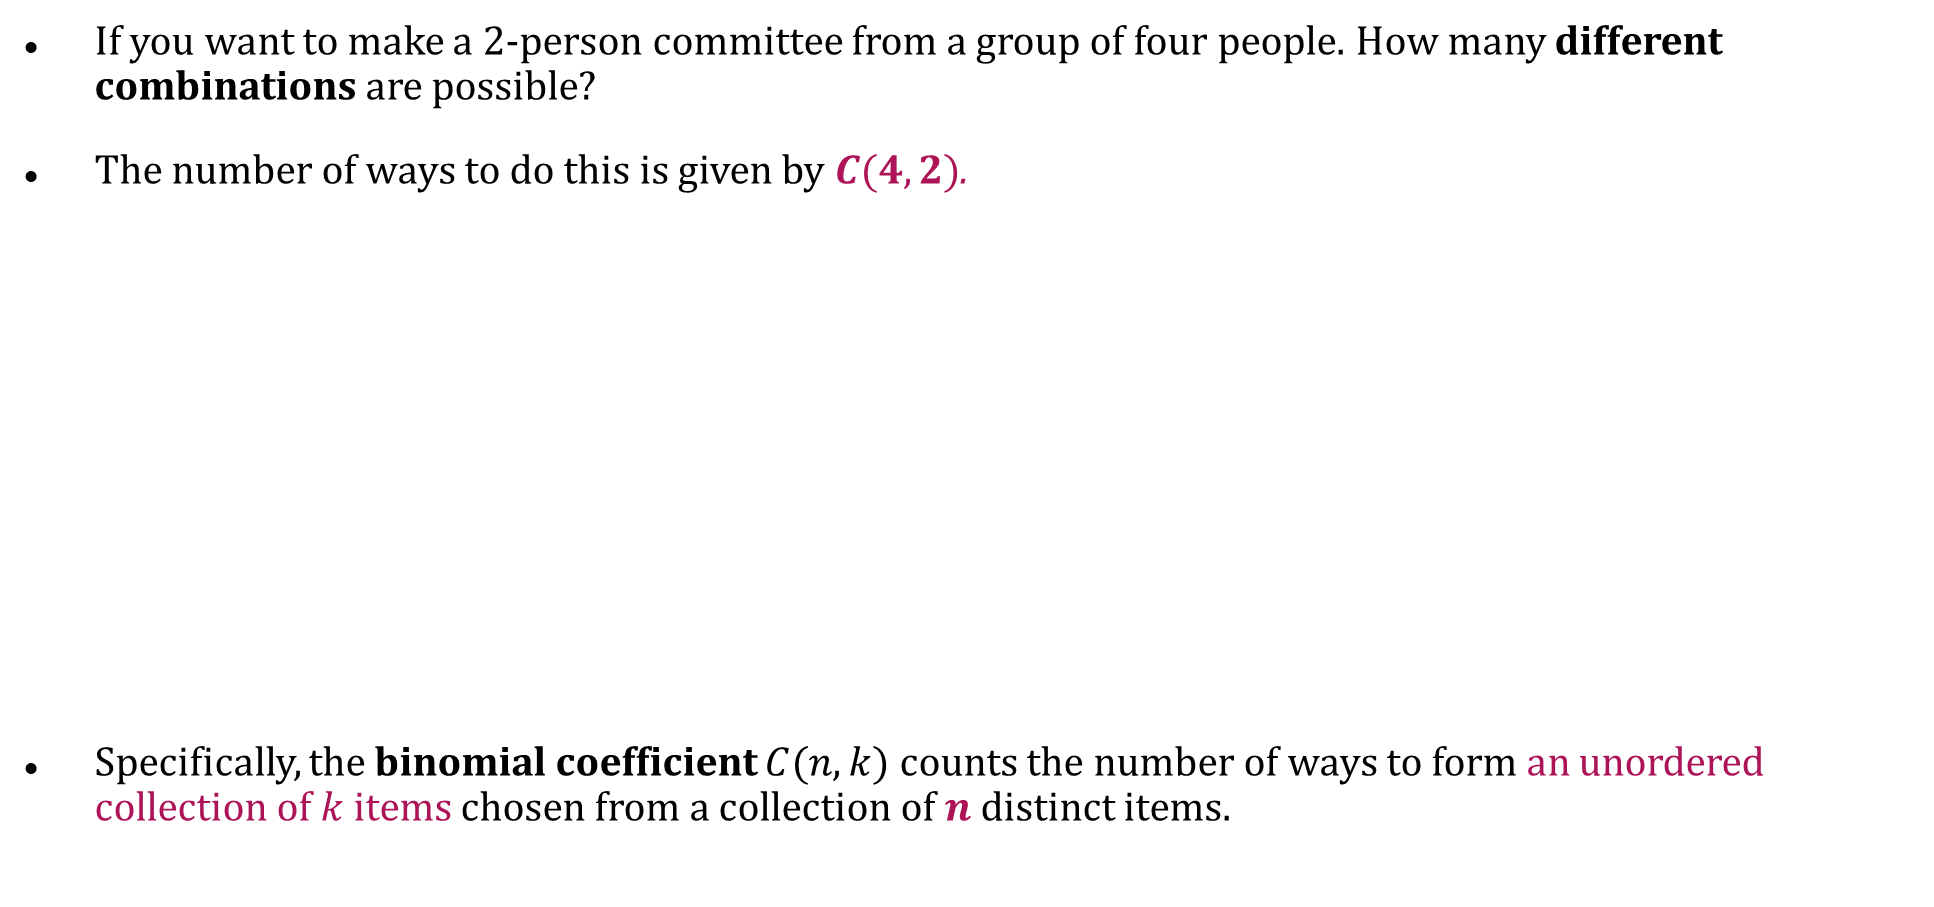 • If you want to make a 2-person committee from a group of four people. How many different
combinations are possible?
• The number of ways to do this is given by C(4, 2).
• Specifically, the binomial coefficient C(n, k) counts the number of ways to form an unordered
collection of k items chosen from a collection of n distinct items.